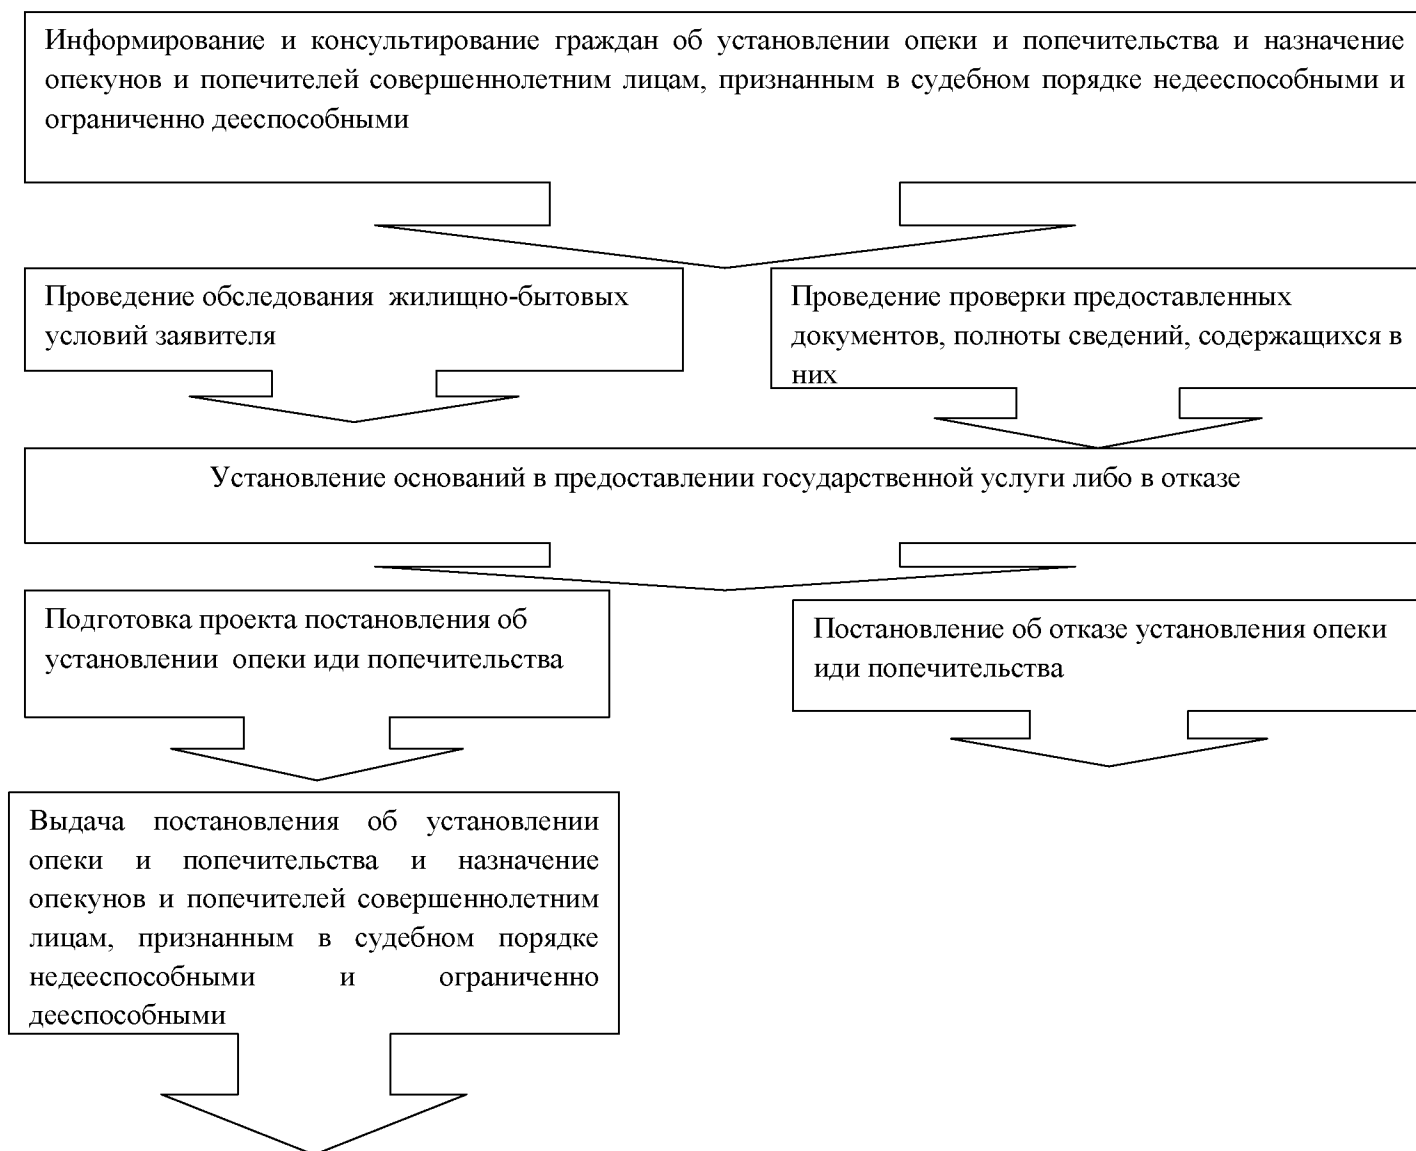 Информирование и консультирование граждан об установлении опеки и попечительства и назначение
опекунов и попечителей совершеннолетним лицам, признанным в судебном порядке недееспособными и
ограниченно дееспособными
Проведение обследования жилищно-бытовых
условий заявителя
Проведение проверки предоставленных
документов, полноты сведений, содержащихся в
них
Установление оснований в предоставлении государственной услуги либо в отказе
Подготовка проекта постановления об
установлении опеки иди попечительства
Постановление об отказе установления опеки
иди попечительства
Выдача постановления об установлении
опеки и попечительства и назначение
опекунов и попечителей совершеннолетним
лицам, признанным в судебном порядке
недееспособными и ограниченно
дееспособными